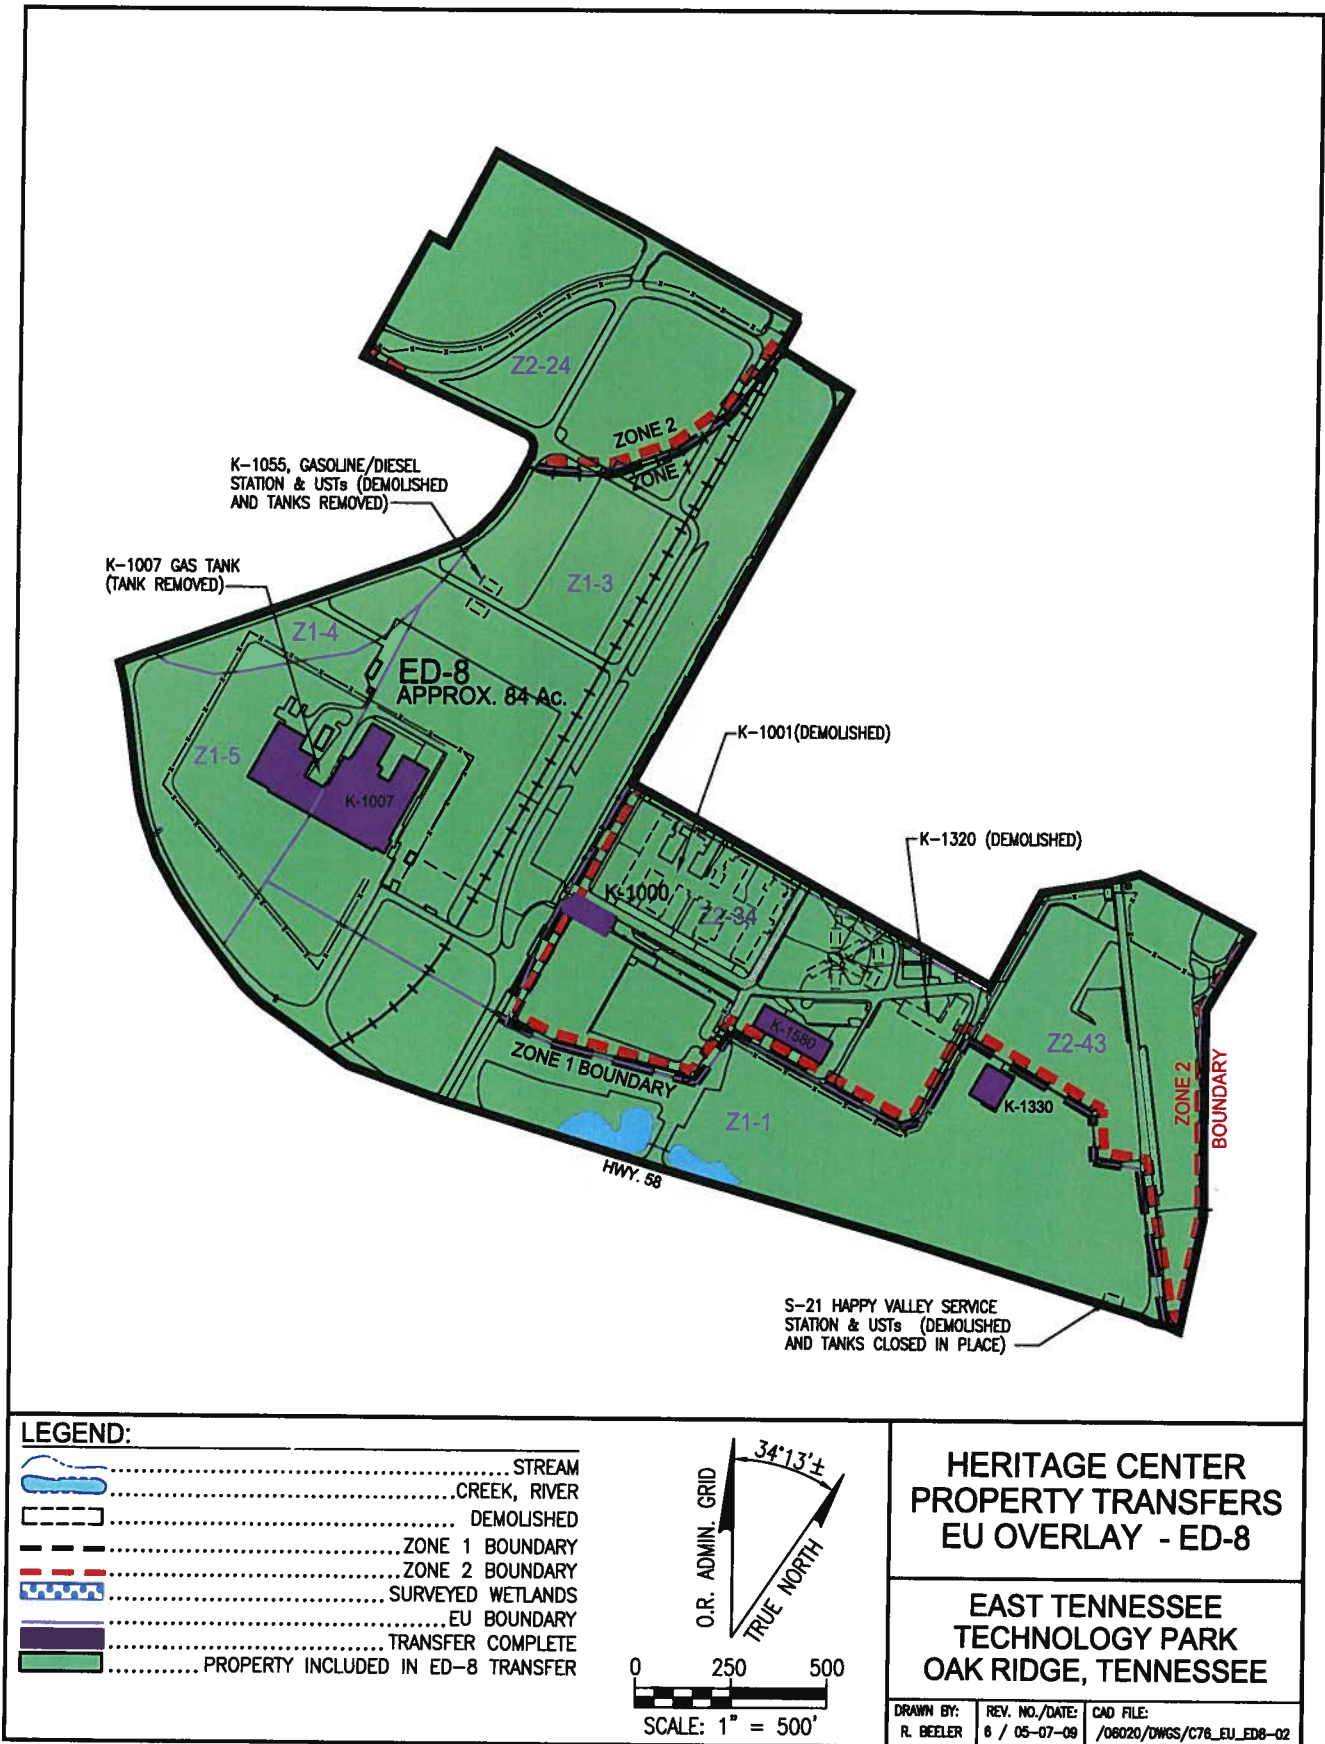 Z2-24
ZONE 2
ZONE 1
K-1055, GASOLINE/DIESEL
STATION & USTs (DEMOLISHED
AND TANKS REMOVED)
K-1007 GAS TANK
(TANK REMOVED)
Z1-3
Z1-4
ED-8
APPROX. 84 Ac.
Z1-5
K-1007
K-1001(DEMOLISHED)
K-1320 (DEMOLISHED)
K-1000
Z2-34
K-1580
ZONE 1 BOUNDARY
Z2-43
K-1330
Z1-1
ZONE 2
BOUNDARY
HWY. 58
S-21 HAPPY VALLEY SERVICE
STATION & USTs (DEMOLISHED
AND TANKS CLOSED IN PLACE)
LEGEND:
STREAM
CREEK, RIVER
DEMOLISHED
ZONE 1 BOUNDARY
ZONE 2 BOUNDARY
SURVEYED WETLANDS
EU BOUNDARY
TRANSFER COMPLETE
PROPERTY INCLUDED IN ED-8 TRANSFER
34°13'±
O.R. ADMIN. GRID
TRUE NORTH
0 250 500
SCALE: 1" = 500'
HERITAGE CENTER
PROPERTY TRANSFERS
EU OVERLAY - ED-8
EAST TENNESSEE
TECHNOLOGY PARK
OAK RIDGE, TENNESSEE
DRAWN BY:
R. BEELER
REV. NO./DATE:
6 / 05-07-09
CAD FILE:
/06020/DWGS/C76_EU_ED8-02